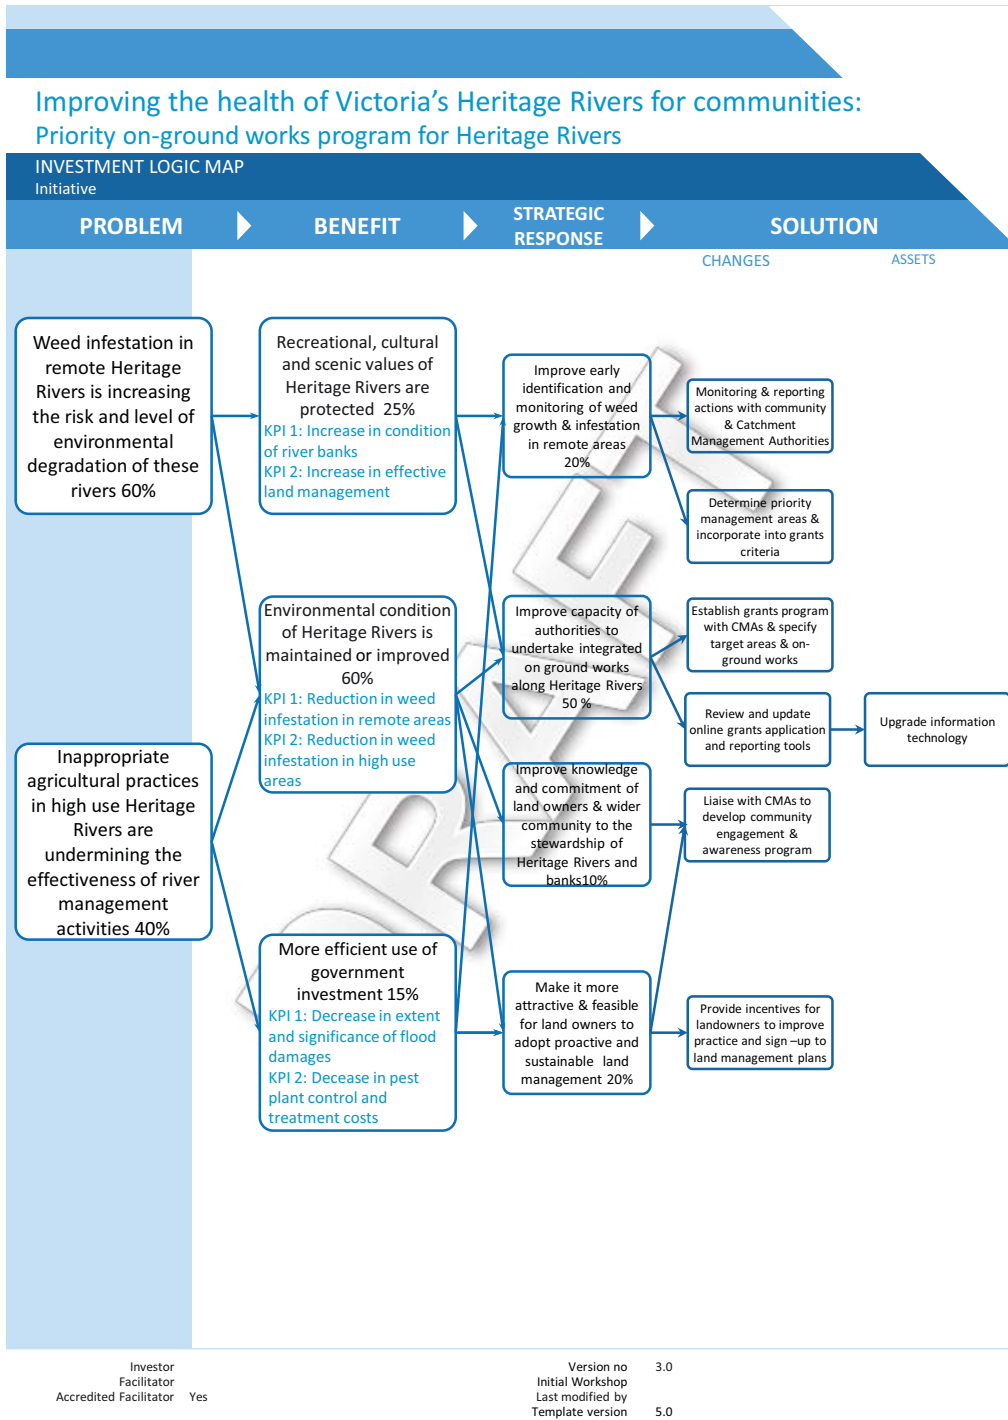 Improving the health of Victoria's Heritage Rivers for communities:
Priority on-ground works program for Heritage Rivers
INVESTMENT LOGIC MAP
Initiative
PROBLEM
BENEFIT
STRATEGIC
RESPONSE
SOLUTION
CHANGES
ASSETS
Weed infestation in
remote Heritage
Rivers is increasing
the risk and level of
environmental
degradation of these
rivers 60%
Inappropriate
agricultural practices
in high use Heritage
Rivers are
undermining the
effectiveness of river
management
activities 40%
Recreational, cultural
and scenic values of
Heritage Rivers are
protected 25%
KPI 1: Increase in condition
of river banks
KPI 2: Increase in effective
land management
Environmental condition
of Heritage Rivers is
maintained or improved
60%
KPI 1: Reduction in weed
infestation in remote areas
KPI 2: Reduction in weed
infestation in high use
areas
More efficient use of
government
investment 15%
KPI 1: Decrease in extent
and significance of flood
damages
KPI 2: Decease in pest
plant control and
treatment costs
Improve early
identification and
monitoring of weed
growth & infestation
in remote areas
20%
Improve capacity of
authorities to
undertake integrated
on ground works
along Heritage Rivers
50 %
Improve knowledge
and commitment of
land owners & wider
community to the
stewardship of
Heritage Rivers and
banks10%
Make it more
attractive & feasible
for land owners to
adopt proactive and
sustainable land
management 20%
Monitoring & reporting
actions with community
& Catchment
Management Authorities
Determine priority
management areas &
incorporate into grants
criteria
Establish grants program
with CMAs & specify
target areas & on-
ground works
Review and update
online grants application
and reporting tools
Upgrade information
technology
Liaise with CMAs to
develop community
engagement &
awareness program
Provide incentives for
landowners to improve
practice and sign –up to
land management plans
DRAFT
Investor
Facilitator
Accredited Facilitator Yes
Version no 3.0
Initial Workshop
Last modified by
Template version 5.0